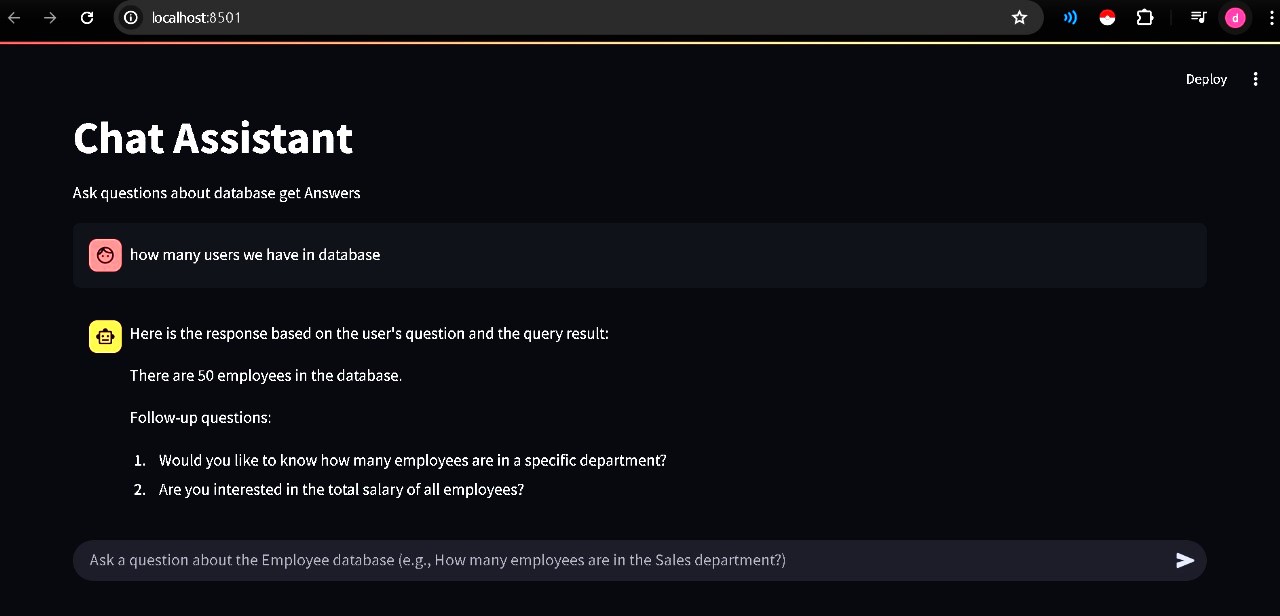 localhost:8501
d
Deploy
Chat Assistant
Ask questions about database get Answers
how many users we have in database
Here is the response based on the user's question and the query result:
There are 50 employees in the database.
Follow-up questions:
1. Would you like to know how many employees are in a specific department?
2. Are you interested in the total salary of all employees?
Ask a question about the Employee database (e.g., How many employees are in the Sales department?)